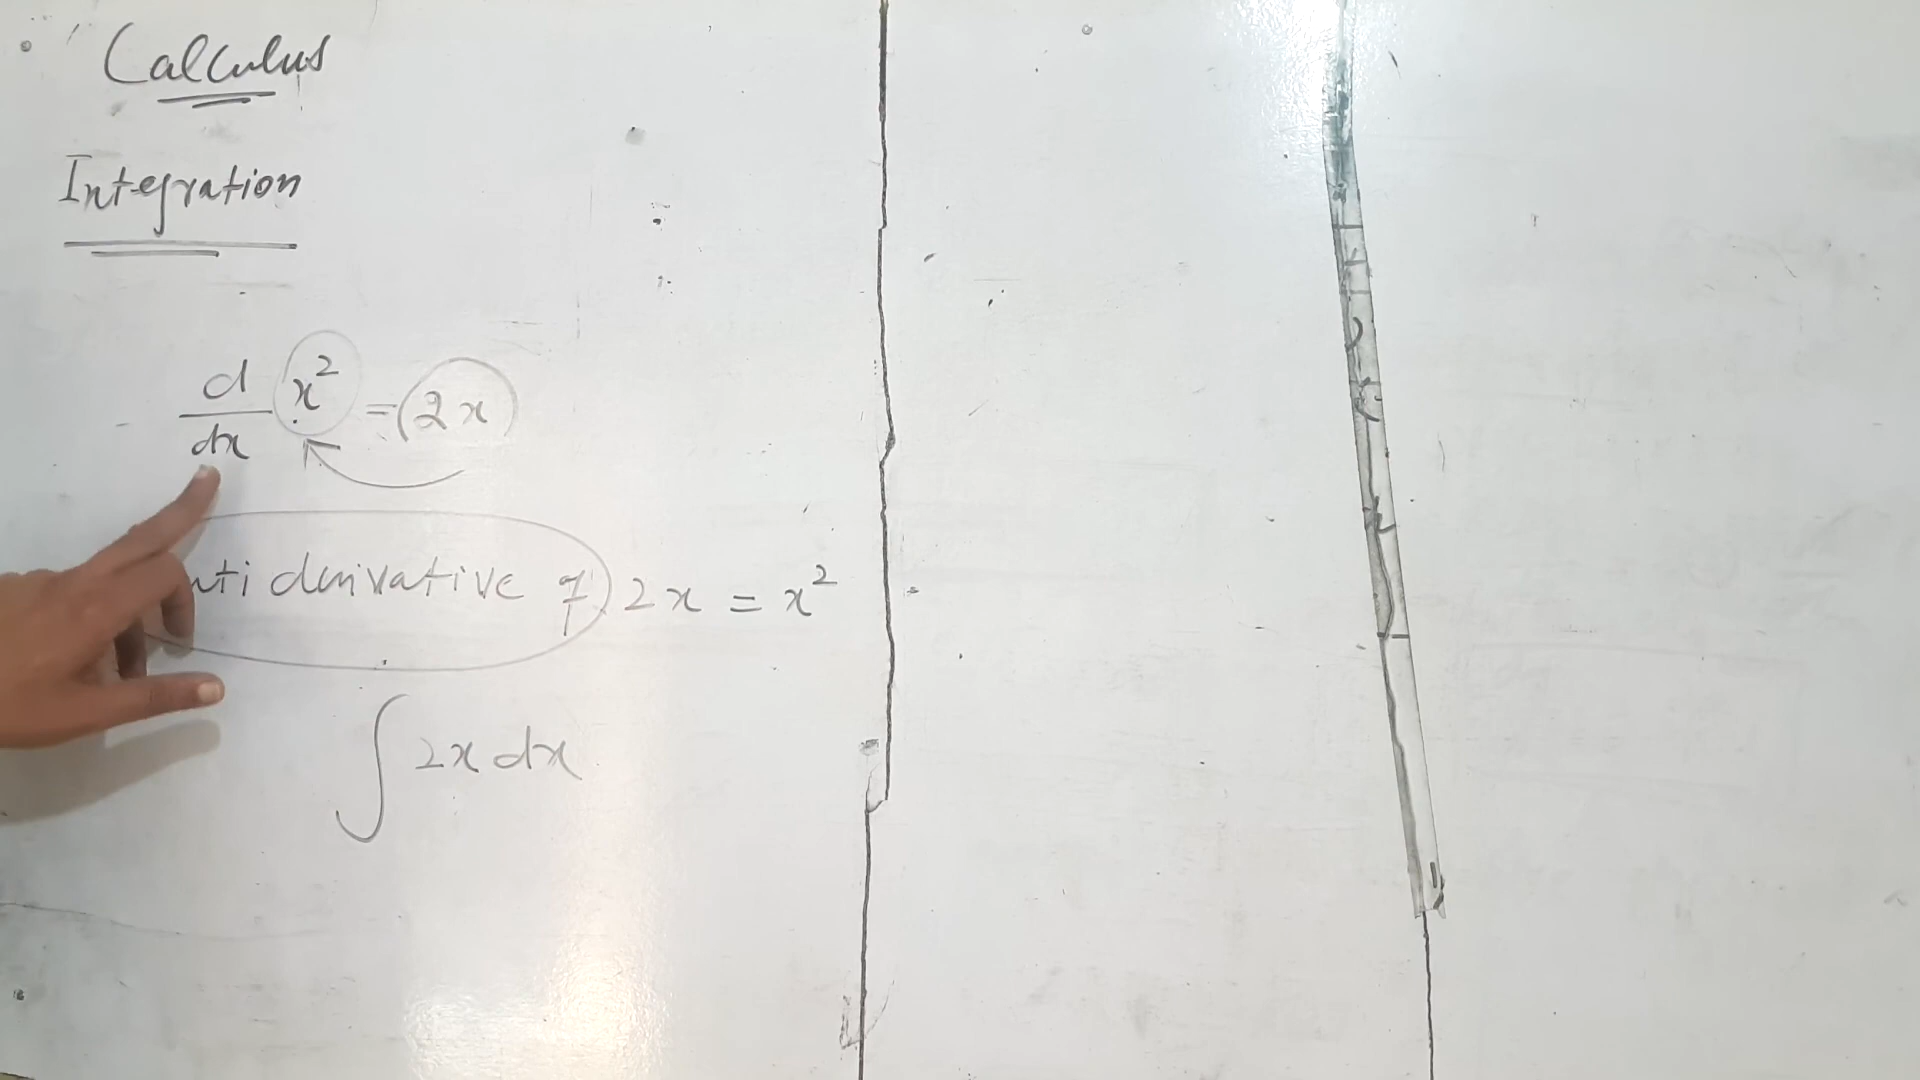 Calculus
Integration
d/dx x² = 2x
nti derivative of 2x = x²
∫ 2x dx